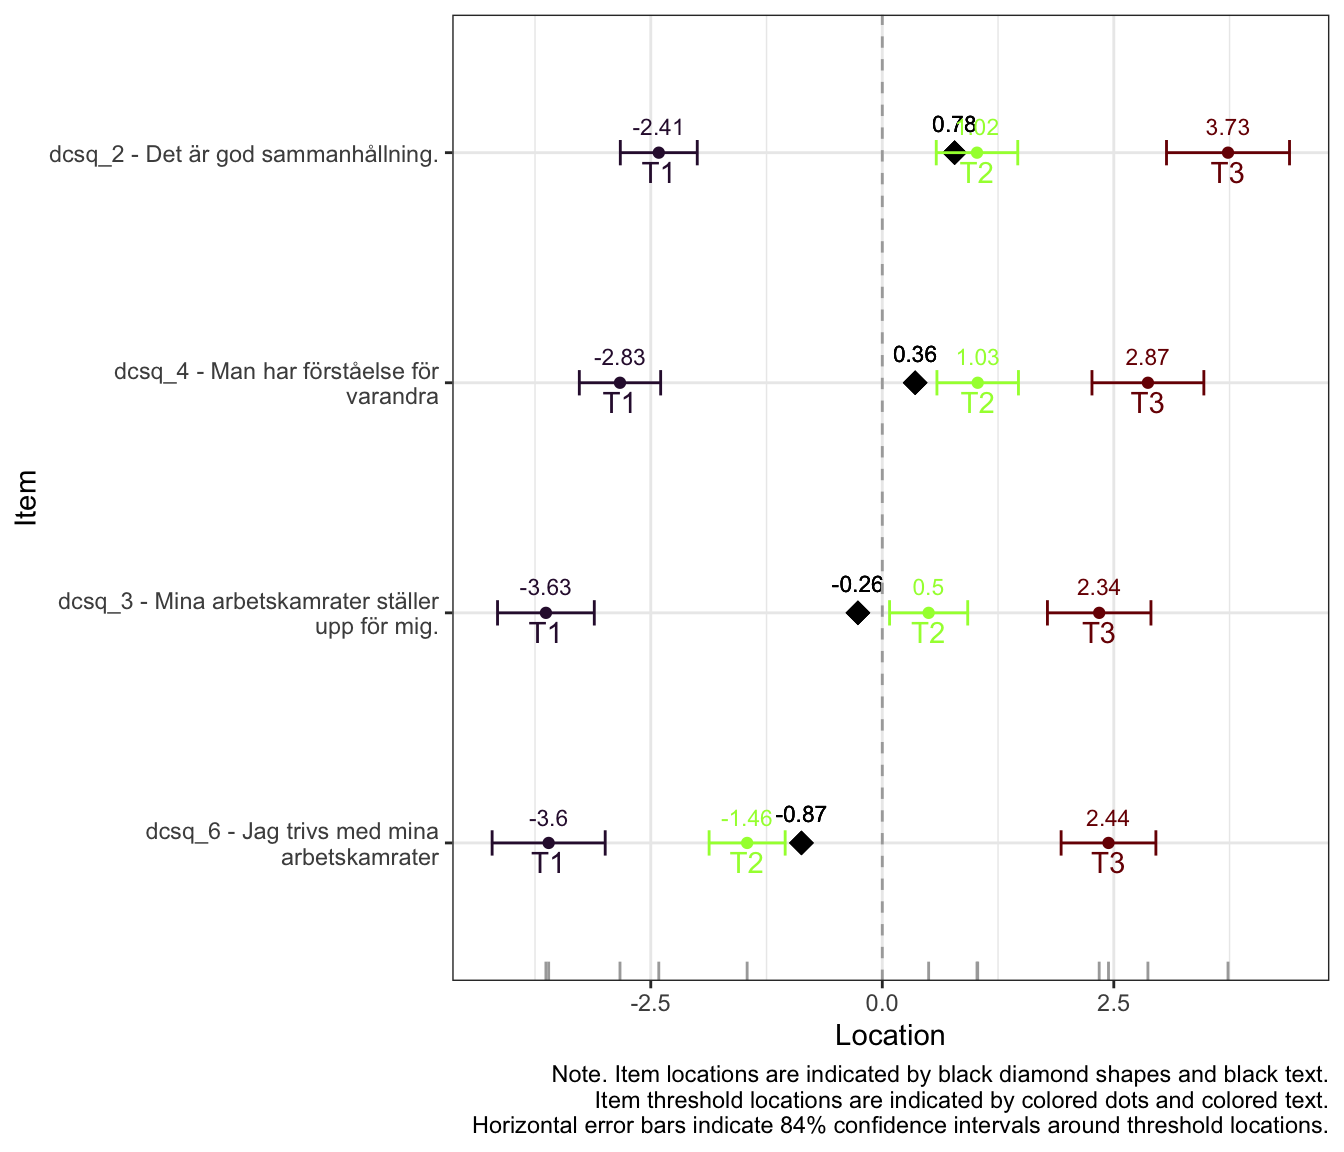 -2.41 0.78 1.02 3.73
dcsq_2 - Det är god sammanhållning.
T1 T2 T3
-2.83 0.36 1.03 2.87
dcsq_4 - Man har förståelse för
varandra
T1 T2 T3
Item
-3.63 -0.26 0.5 2.34
dcsq_3 - Mina arbetskamrater ställer
upp för mig.
T1 T2 T3
-3.6 -1.46 -0.87 2.44
dcsq_6 - Jag trivs med mina
arbetskamrater
T1 T2 T3
-2.5 0.0 2.5
Location
Note. Item locations are indicated by black diamond shapes and black text.
Item threshold locations are indicated by colored dots and colored text.
Horizontal error bars indicate 84% confidence intervals around threshold locations.